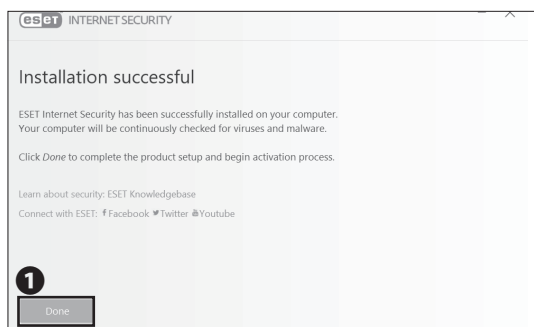 eset INTERNET SECURITY
Installation successful
ESET Internet Security has been successfully installed on your computer.
Your computer will be continuously checked for viruses and malware.
Click Done to complete the product setup and begin activation process.
Learn about security: ESET Knowledgebase
Connect with ESET: Facebook Twitter Youtube
1
Done